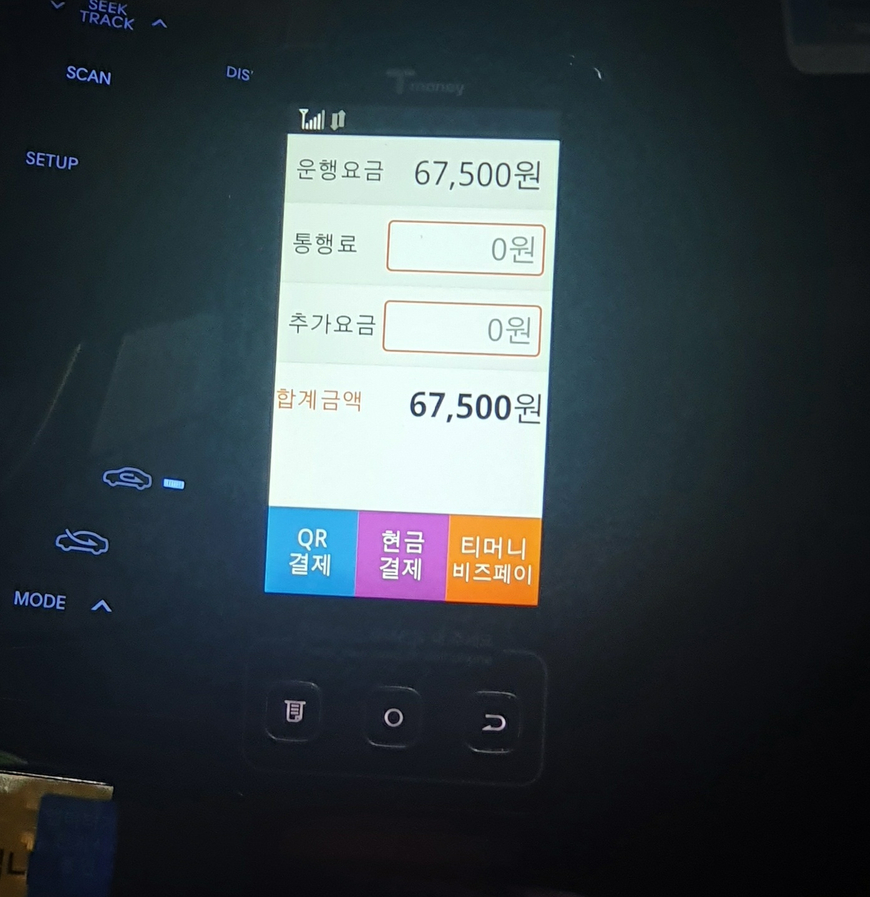 SEEK
TRACK
SCAN
DIS
Tmoney
SETUP
운행요금 67,500원
통행료 0원
추가요금 0원
합계금액 67,500원
QR
결제
현금
결제
티머니
비즈페이
MODE